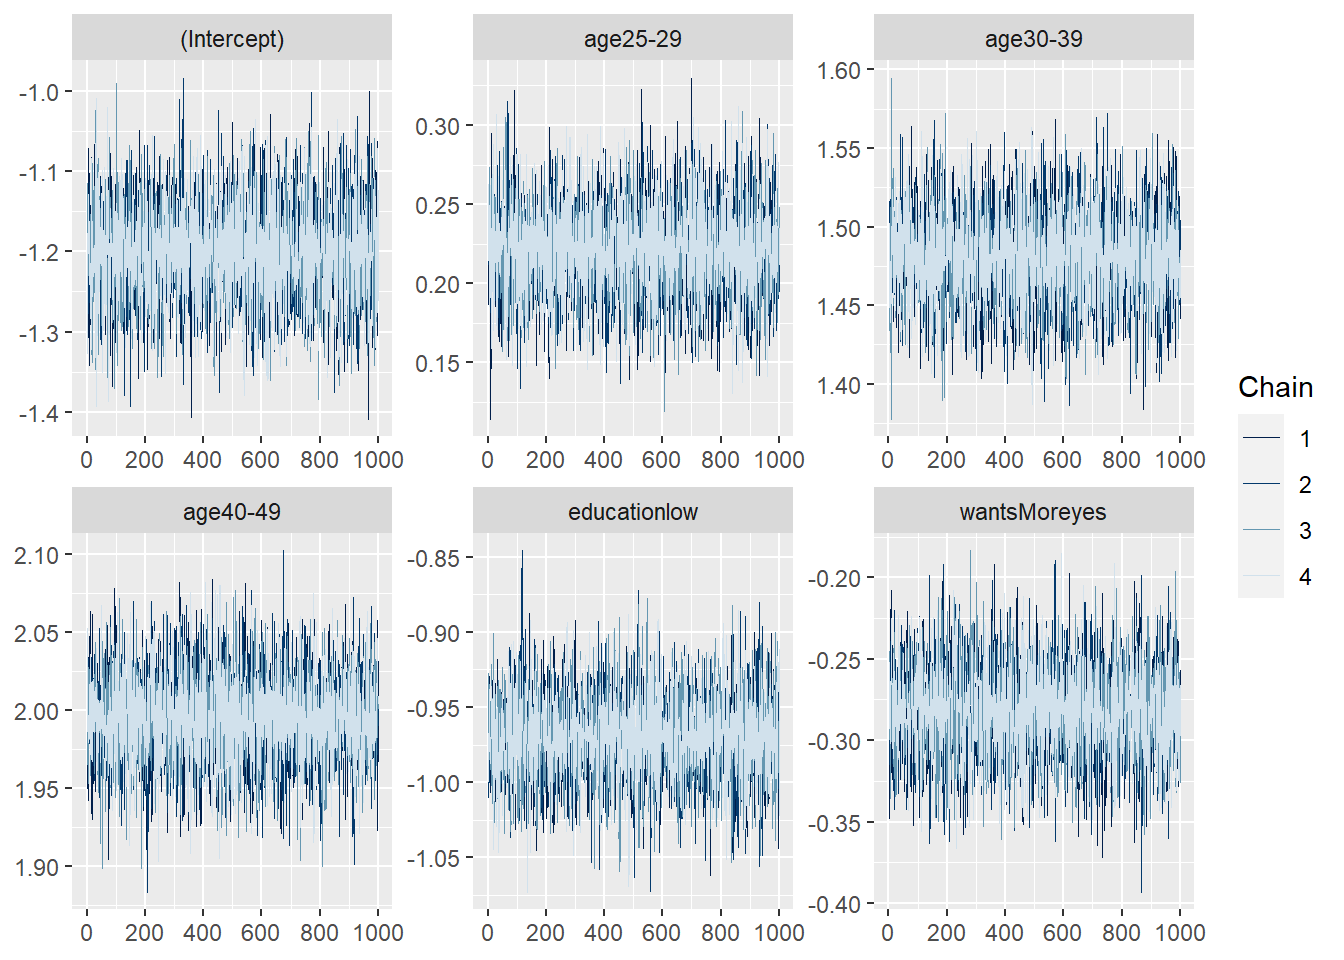 (Intercept)
age25-29
age30-39
-1.0
-1.1
-1.2
-1.3
-1.4
0.30
0.25
0.20
0.15
1.60
1.55
1.50
1.45
1.40
0 200 400 600 800 1000
0 200 400 600 800 1000
0 200 400 600 800 1000
age40-49
educationlow
wantsMoreyes
2.10
2.05
2.00
1.95
1.90
-0.85
-0.90
-0.95
-1.00
-1.05
-0.20
-0.25
-0.30
-0.35
-0.40
0 200 400 600 800 1000
0 200 400 600 800 1000
0 200 400 600 800 1000
Chain
1
2
3
4